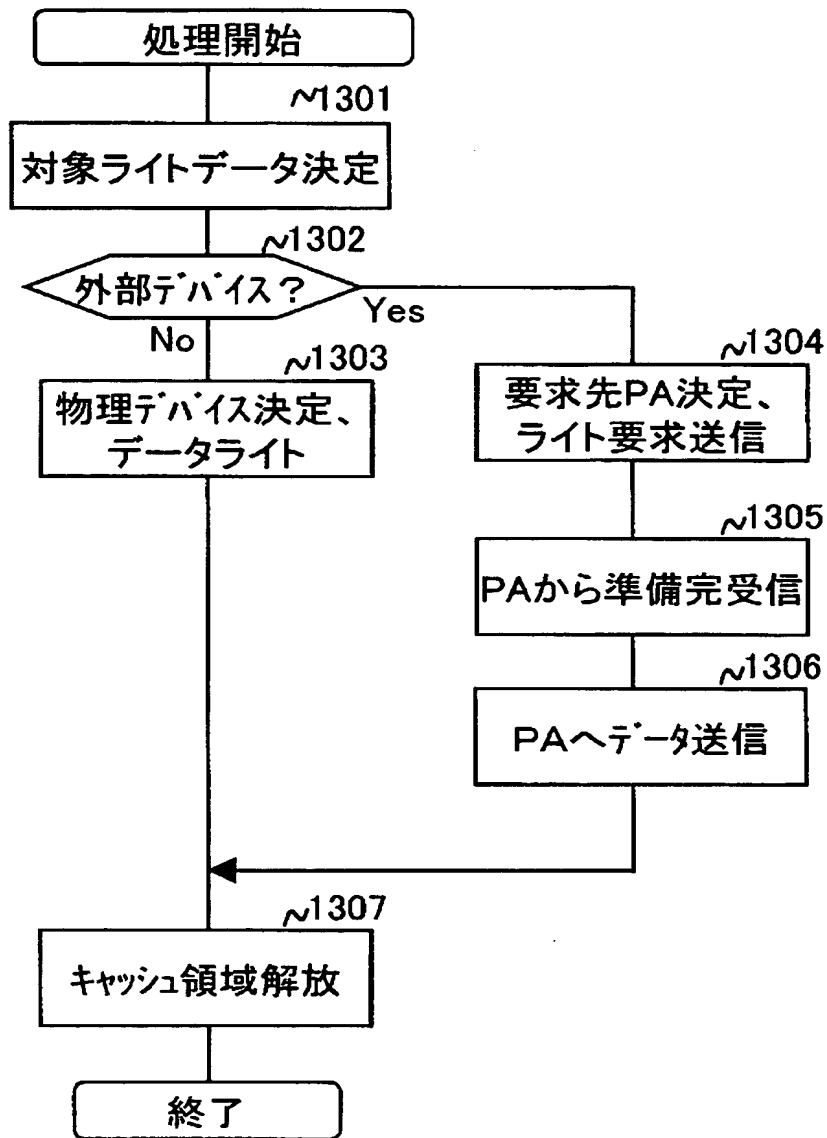 処理開始
~1301
対象ライトデータ決定
~1302
外部デバイス?
Yes
No
~1303
物理デバイス決定、
データライト
~1304
要求先PA決定、
ライト要求送信
~1305
PAから準備完受信
~1306
PAへデータ送信
~1307
キャッシュ領域解放
終了